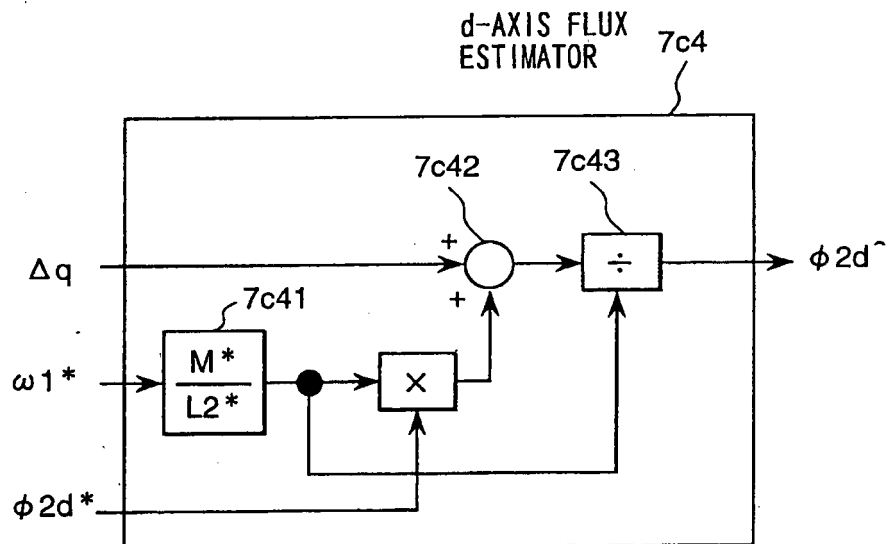 d-AXIS FLUX
ESTIMATOR
7c4
7c42
7c43
+
Δq
÷
φ2d^
+
7c41
ω1*
M*
L2*
×
φ2d*